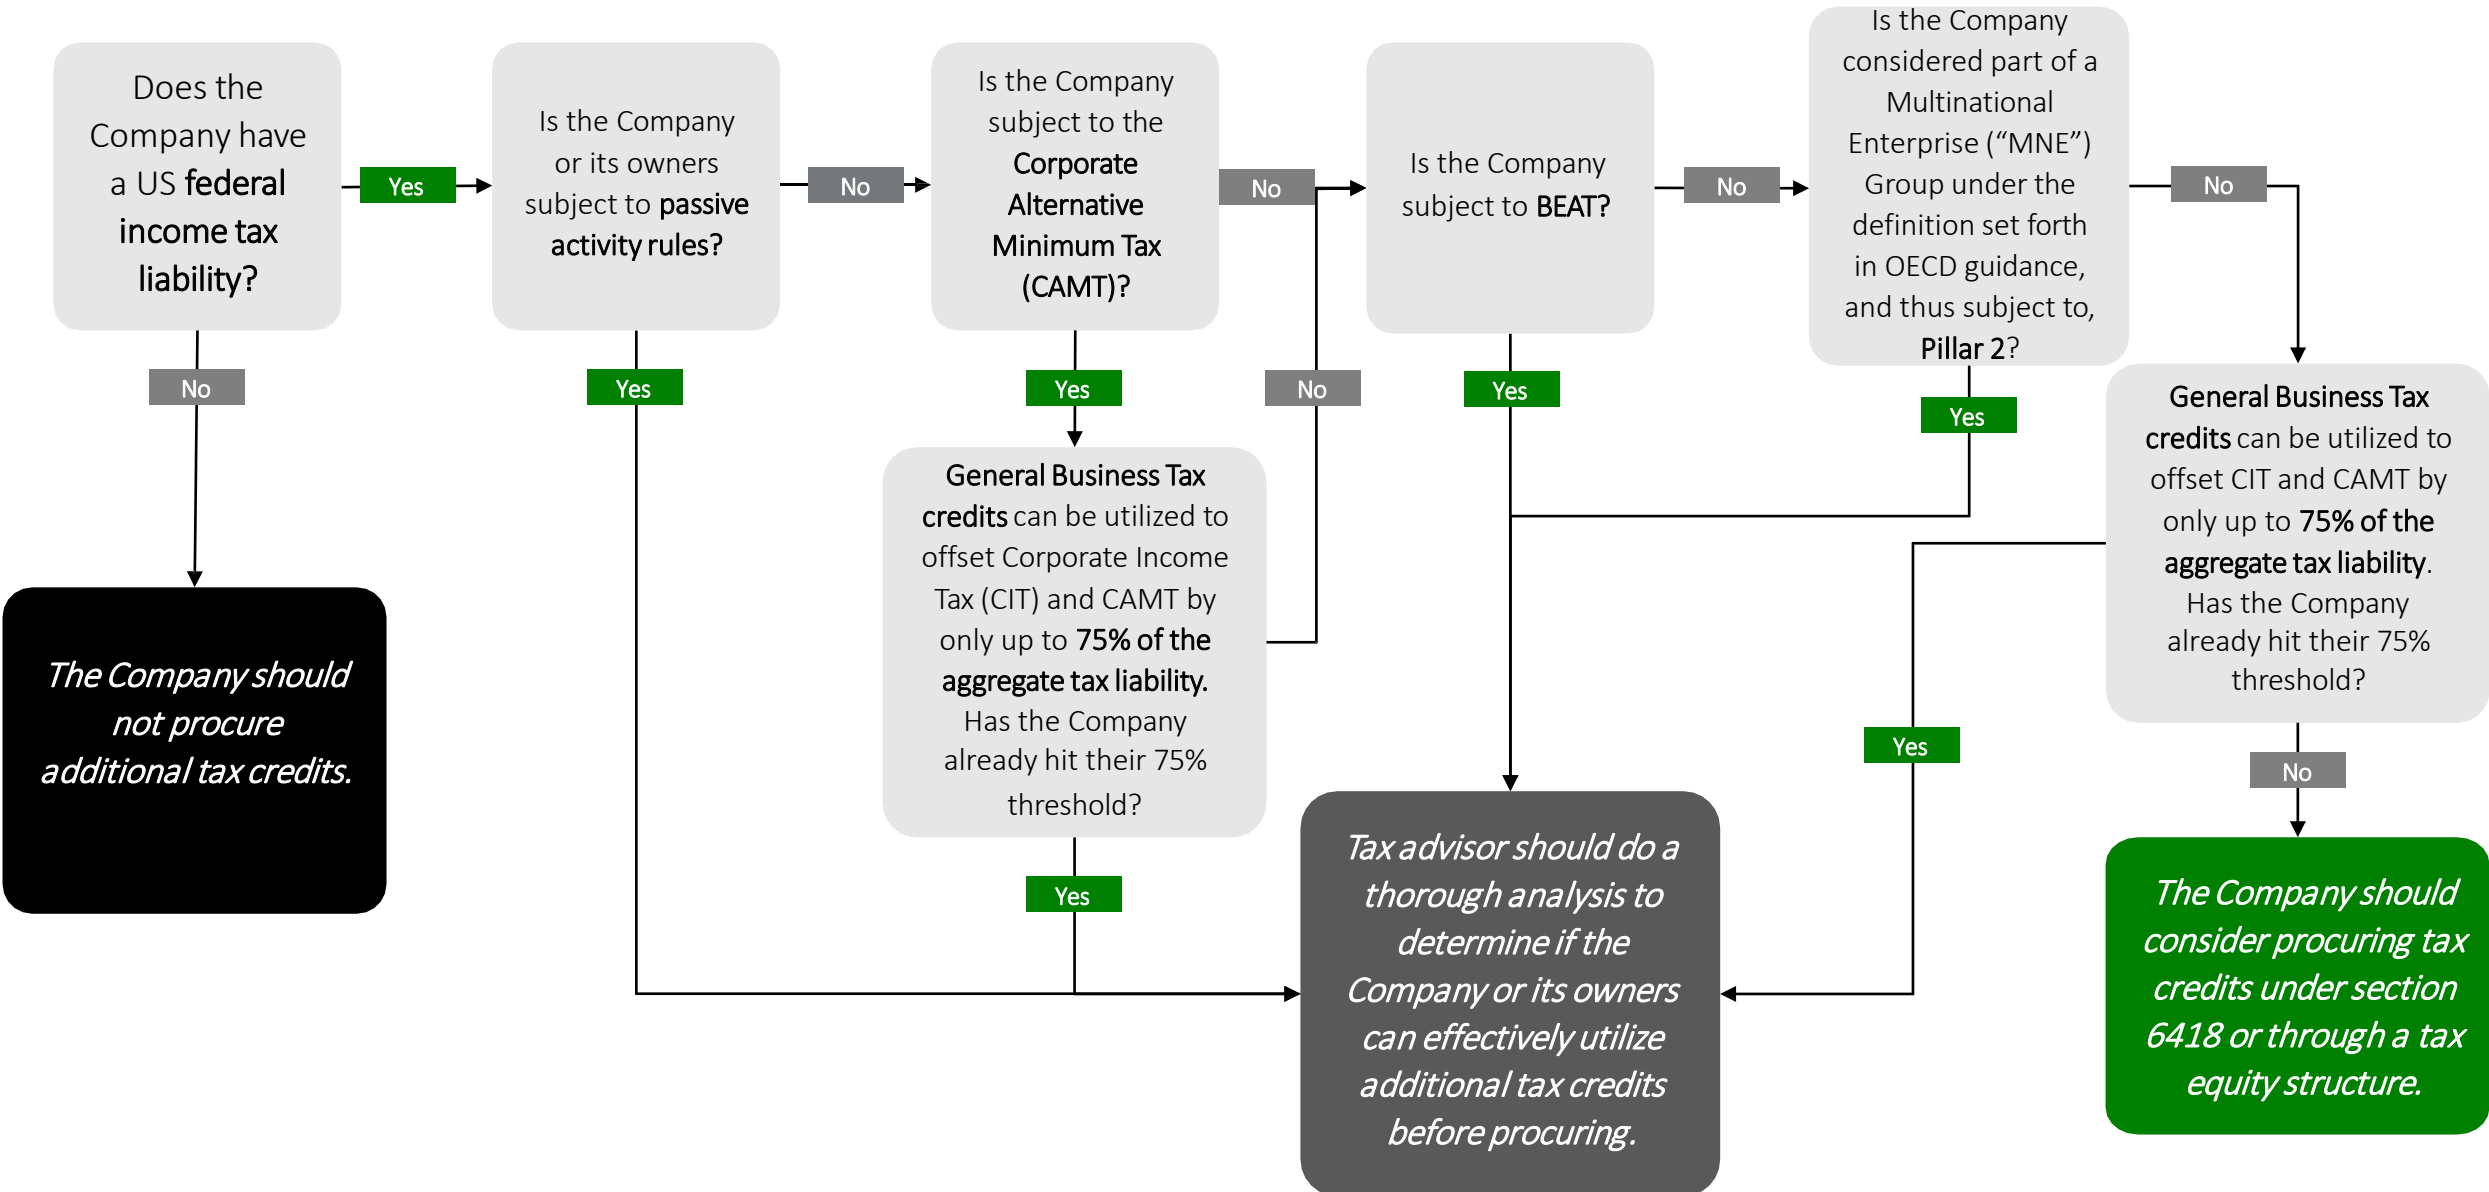 Does the
Company have
a US federal
income tax
liability?
Yes
No
The Company should
not procure
additional tax credits.
Is the Company
or its owners
subject to passive
activity rules?
No
Yes
Is the Company
subject to the
Corporate
Alternative
Minimum Tax
(CAMT)?
No
Yes
General Business Tax
credits can be utilized to
offset Corporate Income
Tax (CIT) and CAMT by
only up to 75% of the
aggregate tax liability.
Has the Company
already hit their 75%
threshold?
No
Yes
Is the Company
subject to BEAT?
No
Yes
Is the Company
considered part of a
Multinational
Enterprise (“MNE”)
Group under the
definition set forth
in OECD guidance,
and thus subject to,
Pillar 2?
No
Yes
General Business Tax
credits can be utilized to
offset CIT and CAMT by
only up to 75% of the
aggregate tax liability.
Has the Company
already hit their 75%
threshold?
Yes
No
Tax advisor should do a
thorough analysis to
determine if the
Company or its owners
can effectively utilize
additional tax credits
before procuring.
The Company should
consider procuring tax
credits under section
6418 or through a tax
equity structure.